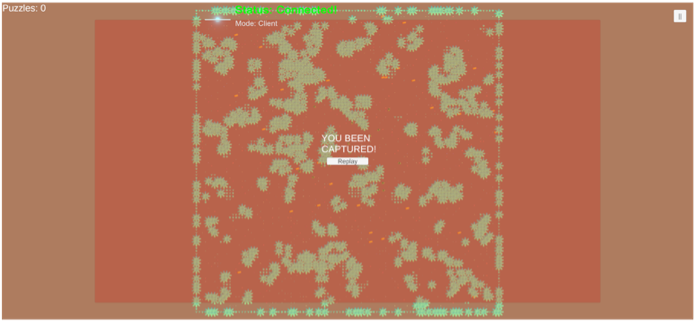 Puzzles: 0
Mode: Client
YOU BEEN
CAPTURED!
Replay